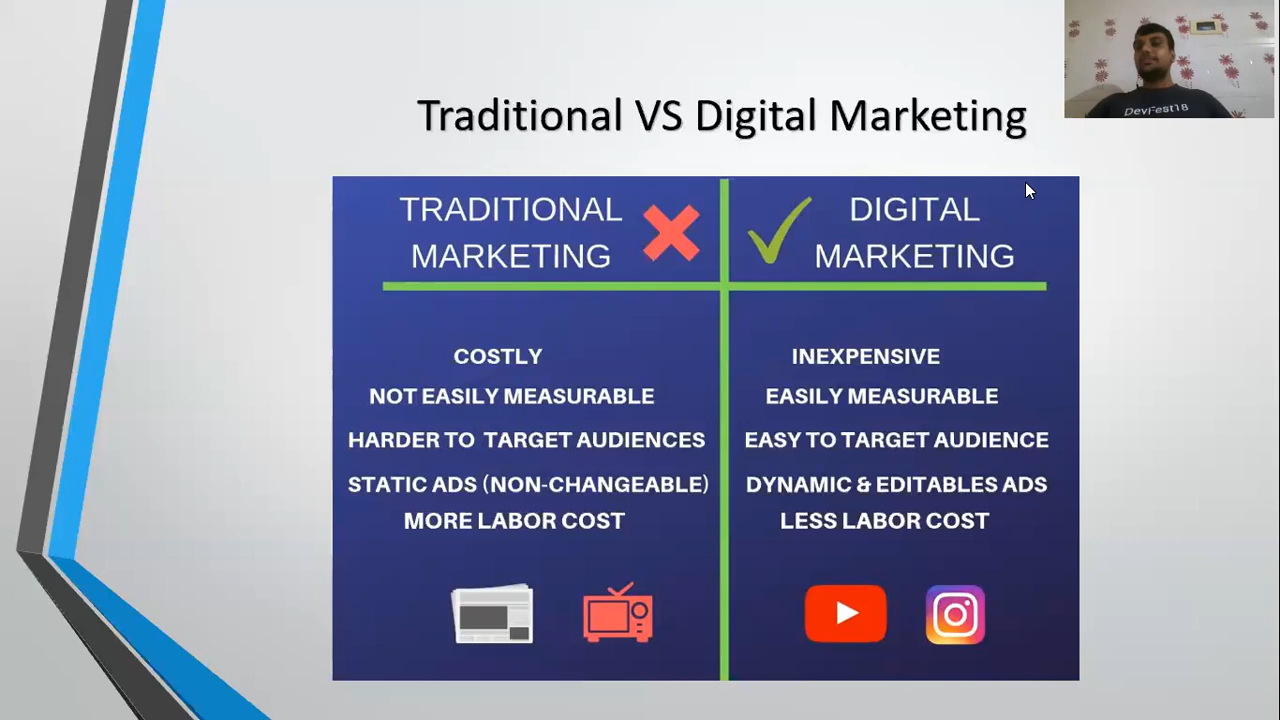 Traditional VS Digital Marketing
DevFest18
TRADITIONAL
MARKETING
DIGITAL
MARKETING
COSTLY
NOT EASILY MEASURABLE
HARDER TO TARGET AUDIENCES
STATIC ADS (NON-CHANGEABLE)
MORE LABOR COST
INEXPENSIVE
EASILY MEASURABLE
EASY TO TARGET AUDIENCE
DYNAMIC & EDITABLES ADS
LESS LABOR COST